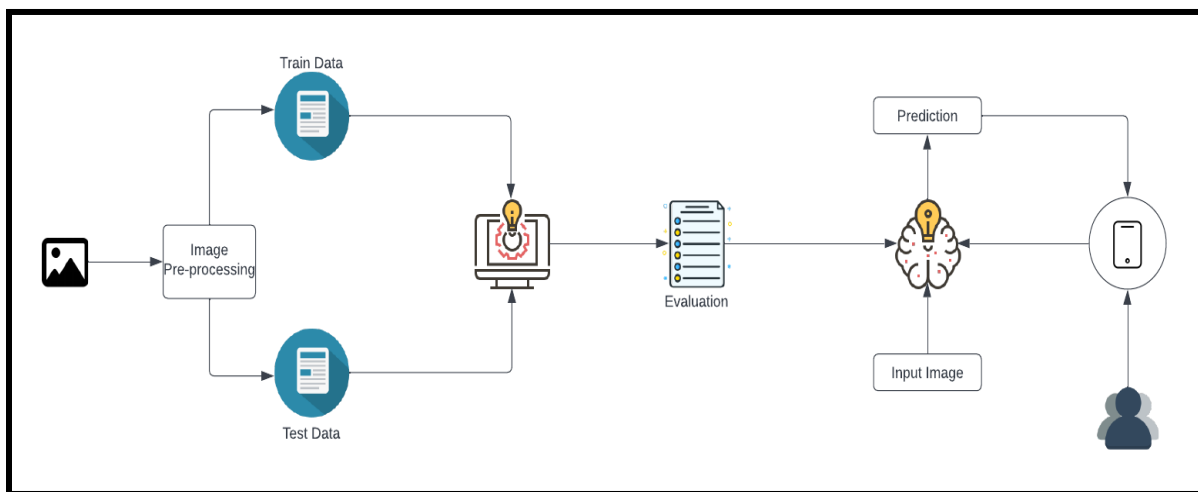 Train Data
Prediction
Image
Pre-processing
Evaluation
Input Image
Test Data